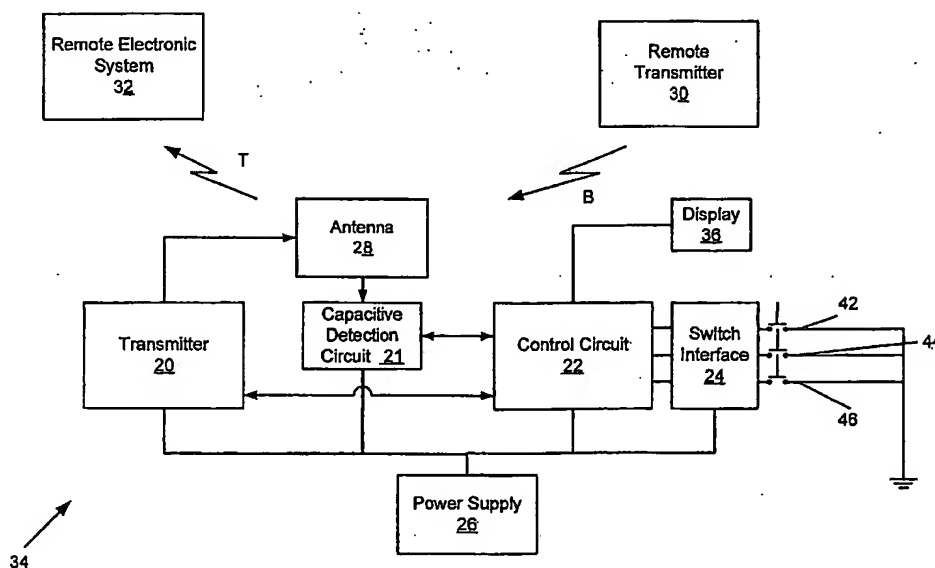 Remote Electronic
System
32
Remote
Transmitter
30
T
B
Antenna
28
Display
36
Transmitter
20
Capacitive
Detection
Circuit 21
Control Circuit
22
Switch
Interface
24
42
44
46
Power Supply
26
34